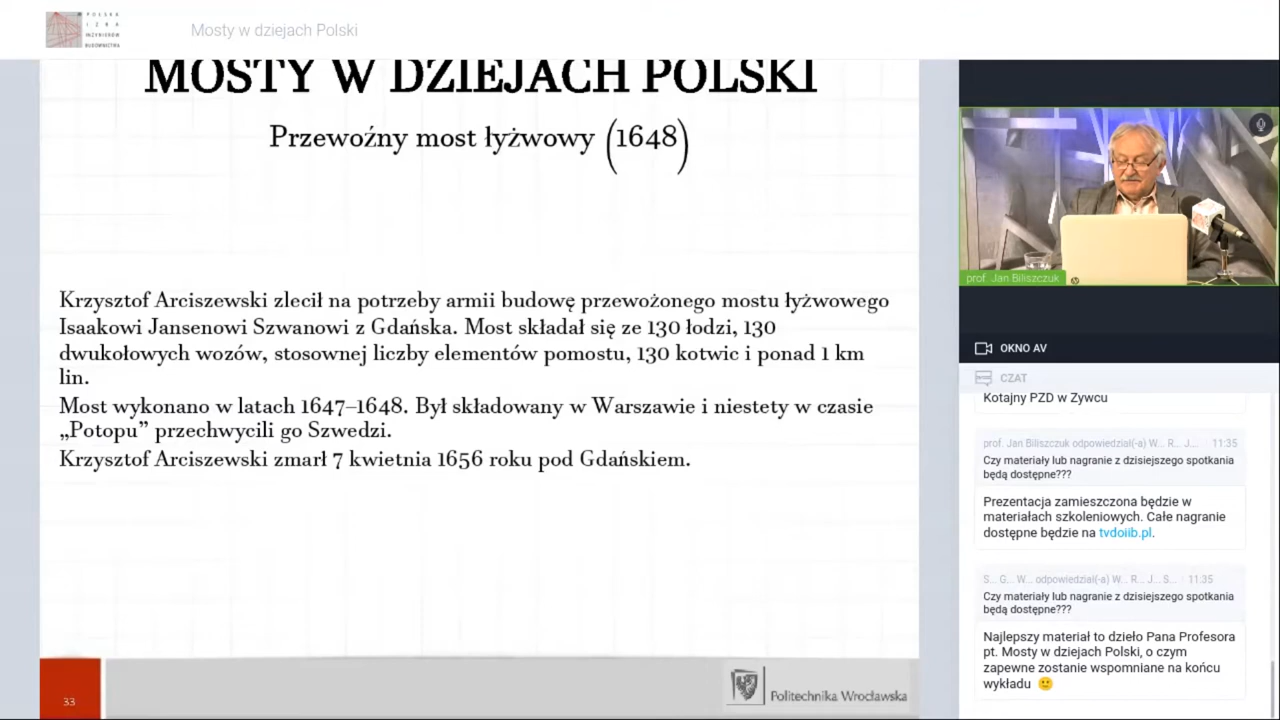 POLSKA
IZBA
INŻYNIERÓW
BUDOWNICTWA
Mosty w dziejach Polski
MOSTY W DZIEJACH POLSKI
Przewoźny most łyżwowy (1648)
Krzysztof Arciszewski zlecił na potrzeby armii budowę przewożonego mostu łyżwowego
Isaakowi Jansenowi Szwanowi z Gdańska. Most składał się ze 130 łodzi, 130
dwukołowych wozów, stosownej liczby elementów pomostu, 130 kotwic i ponad 1 km
lin.
Most wykonano w latach 1647–1648. Był składowany w Warszawie i niestety w czasie
„Potopu” przechwycili go Szwedzi.
Krzysztof Arciszewski zmarł 7 kwietnia 1656 roku pod Gdańskiem.
33
Politechnika Wrocławska
prof. Jan Biliszczuk
OKNO AV
CZAT
Kotajny PZD w Żywcu
prof. Jan Biliszczuk odpowiedział(-a) W... R... J... 11:35
Czy materiały lub nagranie z dzisiejszego spotkania
będą dostępne???
Prezentacja zamieszczona będzie w
materiałach szkoleniowych. Całe nagranie
dostępne będzie na tvdoiib.pl.
S... G... W... odpowiedział(-a) W... R... J... S... 11:35
Czy materiały lub nagranie z dzisiejszego spotkania
będą dostępne???
Najlepszy materiał to dzieło Pana Profesora
pt. Mosty w dziejach Polski, o czym
zapewne zostanie wspomniane na końcu
wykładu 🙂